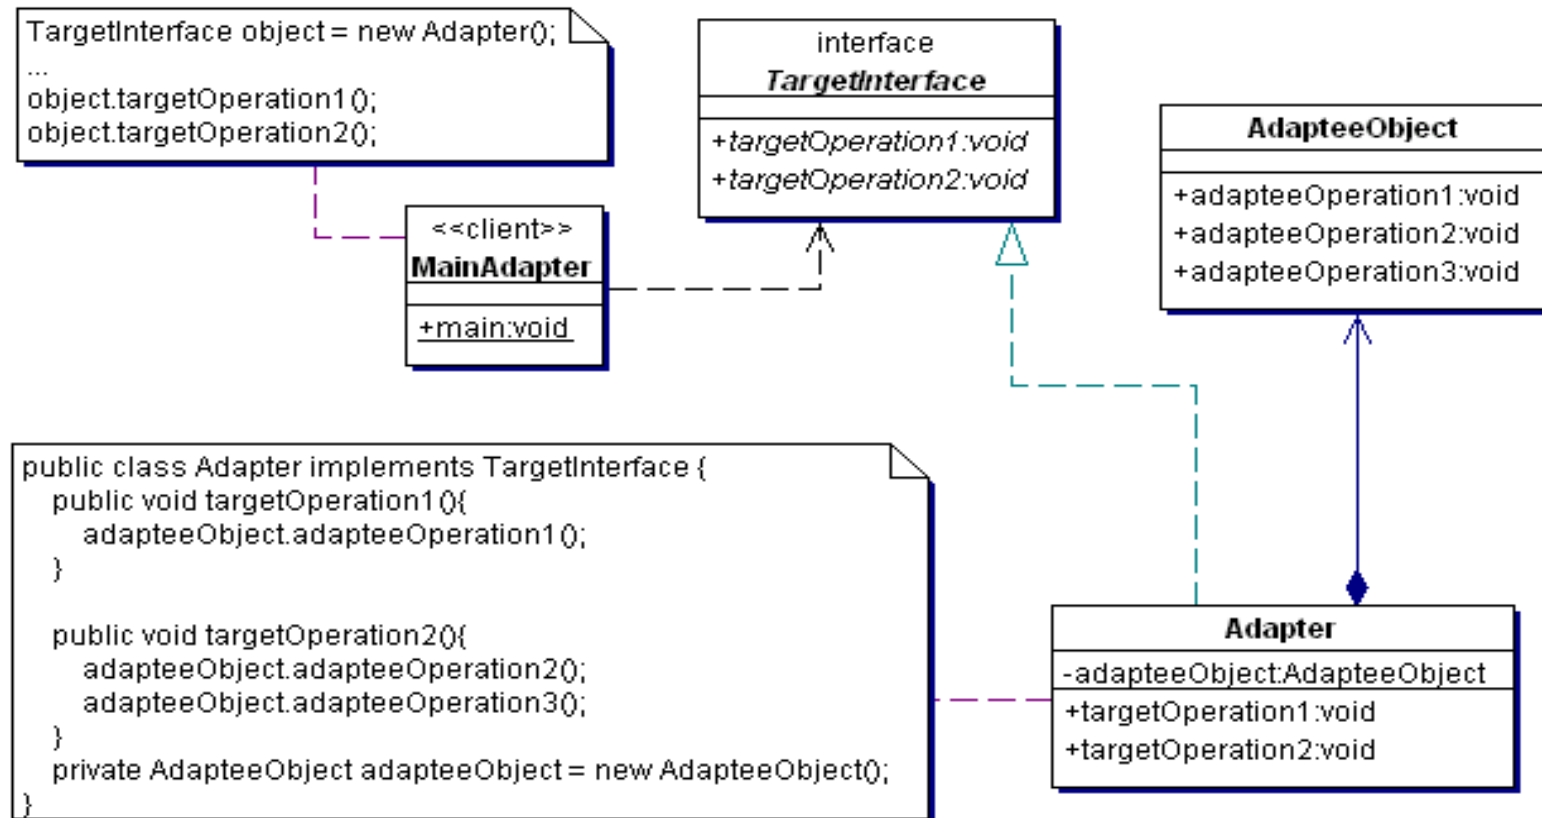 TargetInterface object = new Adapter();
...
object.targetOperation1();
object.targetOperation2();
interface
TargetInterface
+targetOperation1:void
+targetOperation2:void
AdapteeObject
+adapteeOperation1:void
+adapteeOperation2:void
+adapteeOperation3:void
<<client>>
MainAdapter
+main:void
public class Adapter implements TargetInterface {
public void targetOperation1(){
adapteeObject.adapteeOperation1();
}
public void targetOperation2(){
adapteeObject.adapteeOperation2();
adapteeObject.adapteeOperation3();
}
private AdapteeObject adapteeObject = new AdapteeObject();
}
Adapter
-adapteeObject:AdapteeObject
+targetOperation1:void
+targetOperation2:void